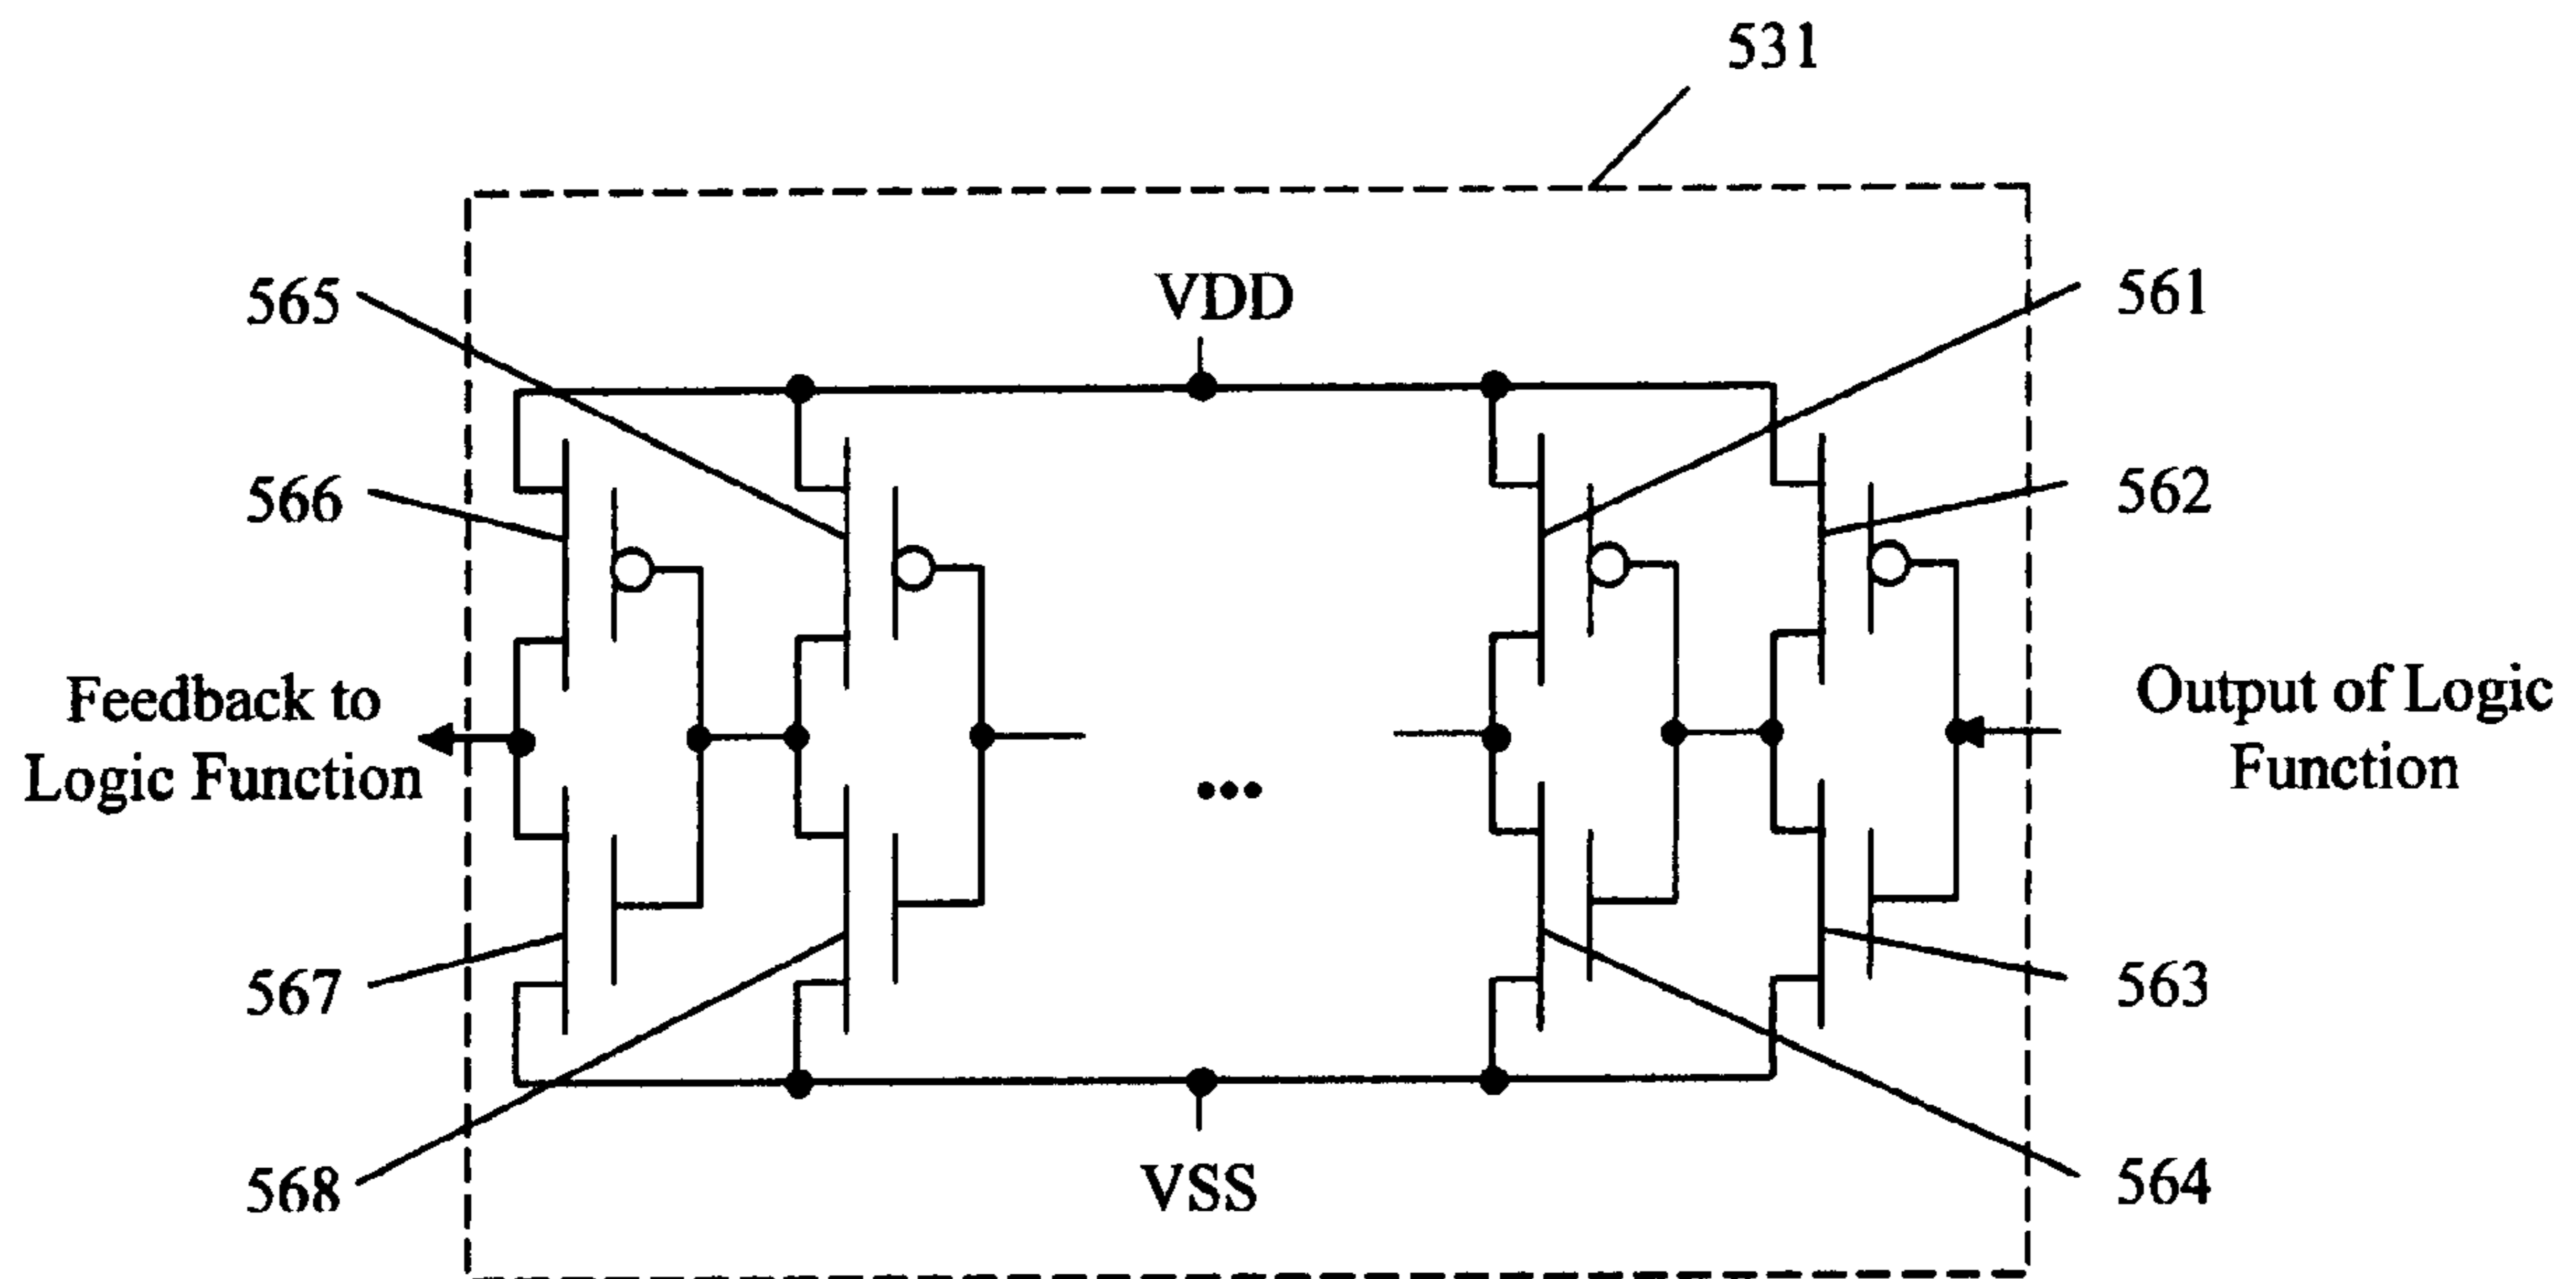 531
565
VDD
561
566
562
Feedback to
Logic Function
Output of Logic
Function
...
567
563
568
VSS
564